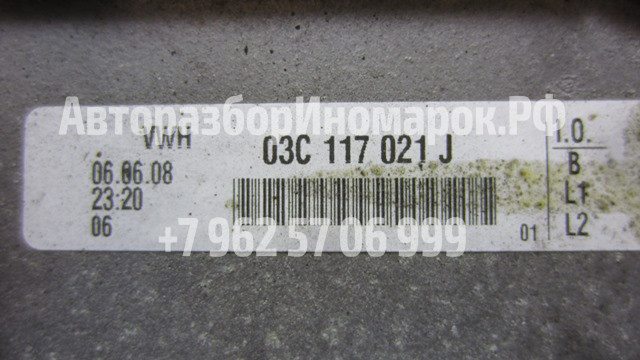 АвторазборИномарок.РФ
VWH
03C 117 021 J
I.O.
06.06.08
B
23:20
L1
06
01
L2
+7 962 57 06 999